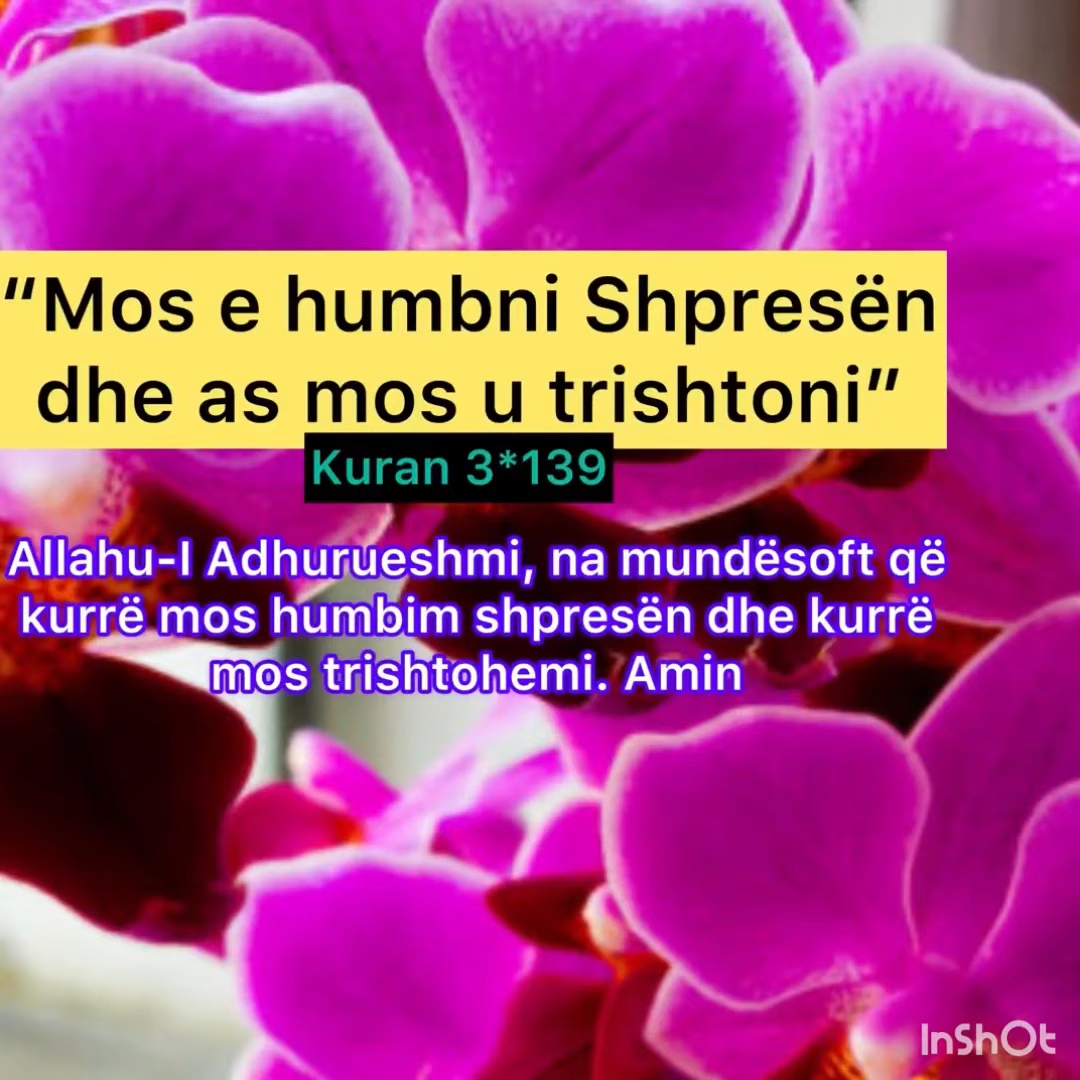 “Mos e humbni Shpresën
dhe as mos u trishtoni”
Kuran 3*139
Allahu-I Adhurueshmi, na mundësoft që
kurrë mos humbim shpresën dhe kurrë
mos trishtohemi. Amin
InShOt